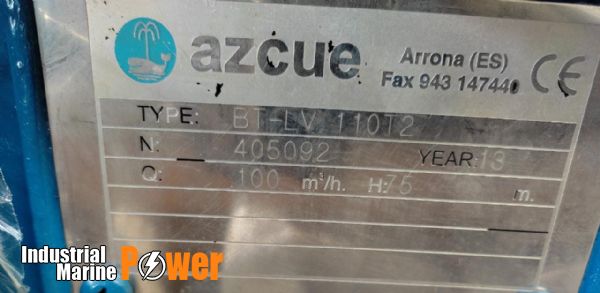 azcue
Arrona (ES)
Fax 943 147440
CE
TYPE: BT-LV 110T2
N: 405092 YEAR: 13
Q: 100 m³/h. H: 75 m.
Industrial
Marine Power